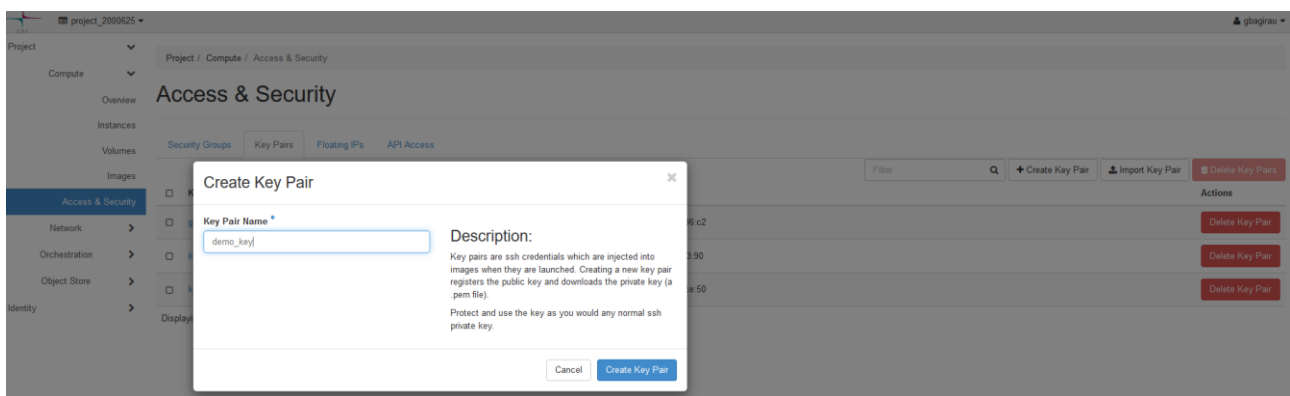 project_2000625
gbagirau
Project
Project / Compute / Access & Security
Compute
Overview
Access & Security
Instances
Volumes
Security Groups
Key Pairs
Floating IPs
API Access
Images
Filter
+ Create Key Pair
Import Key Pair
Delete Key Pairs
Create Key Pair
Actions
Access & Security
Key Pair Name *
demo_key
Description:
Key pairs are ssh credentials which are injected into
images when they are launched. Creating a new key pair
registers the public key and downloads the private key (a
.pem file).
Protect and use the key as you would any normal ssh
private key.
Cancel
Create Key Pair
Network
Orchestration
Object Store
Identity
6:c2
Delete Key Pair
3:90
Delete Key Pair
e:50
Delete Key Pair